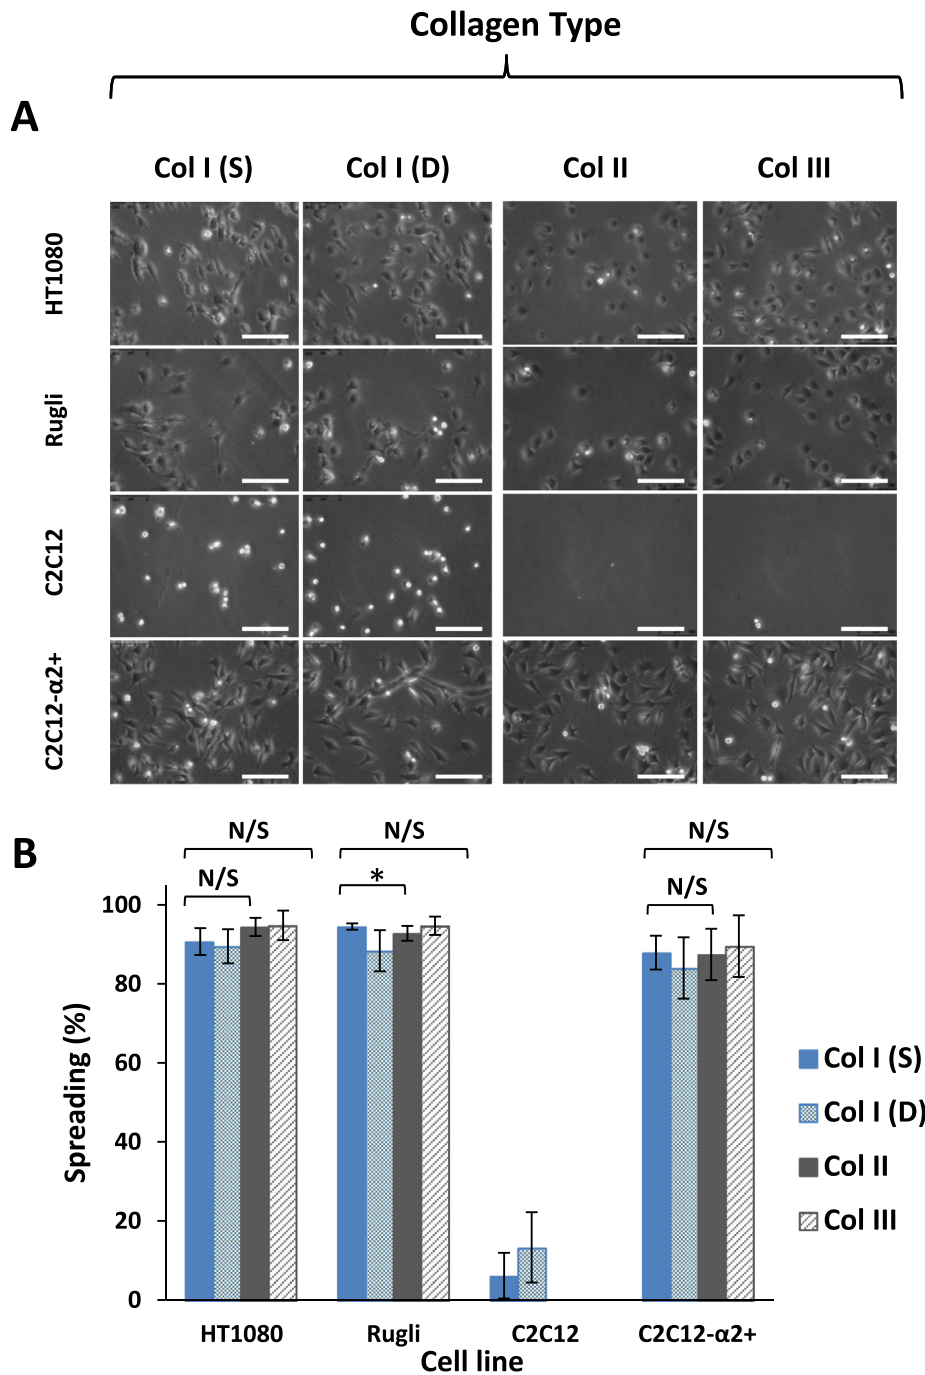 Collagen Type
A
Col I (S) Col I (D) Col II Col III
HT1080
Rugli
C2C12
C2C12-α2+
B
N/S N/S N/S
N/S * N/S
100
80
60
40
20
0
Spreading (%)
HT1080 Rugli C2C12 C2C12-α2+
Cell line
Col I (S)
Col I (D)
Col II
Col III